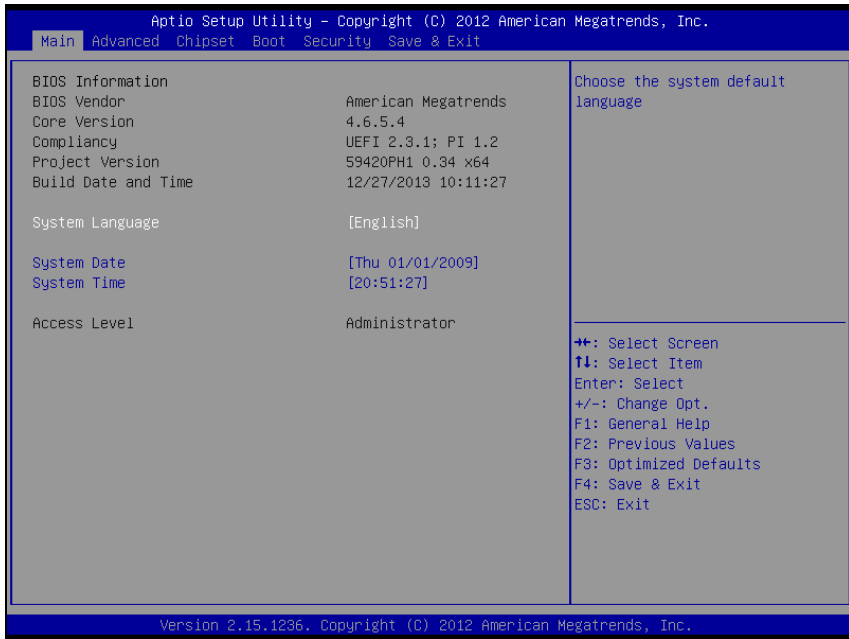 Aptio Setup Utility – Copyright (C) 2012 American Megatrends, Inc.
Main Advanced Chipset Boot Security Save & Exit
BIOS Information
BIOS Vendor American Megatrends
Core Version 4.6.5.4
Compliancy UEFI 2.3.1; PI 1.2
Project Version 59420PH1 0.34 x64
Build Date and Time 12/27/2013 10:11:27
System Language [English]
System Date [Thu 01/01/2009]
System Time [20:51:27]
Access Level Administrator
Choose the system default
language
→←: Select Screen
↑↓: Select Item
Enter: Select
+/-: Change Opt.
F1: General Help
F2: Previous Values
F3: Optimized Defaults
F4: Save & Exit
ESC: Exit
Version 2.15.1236. Copyright (C) 2012 American Megatrends, Inc.